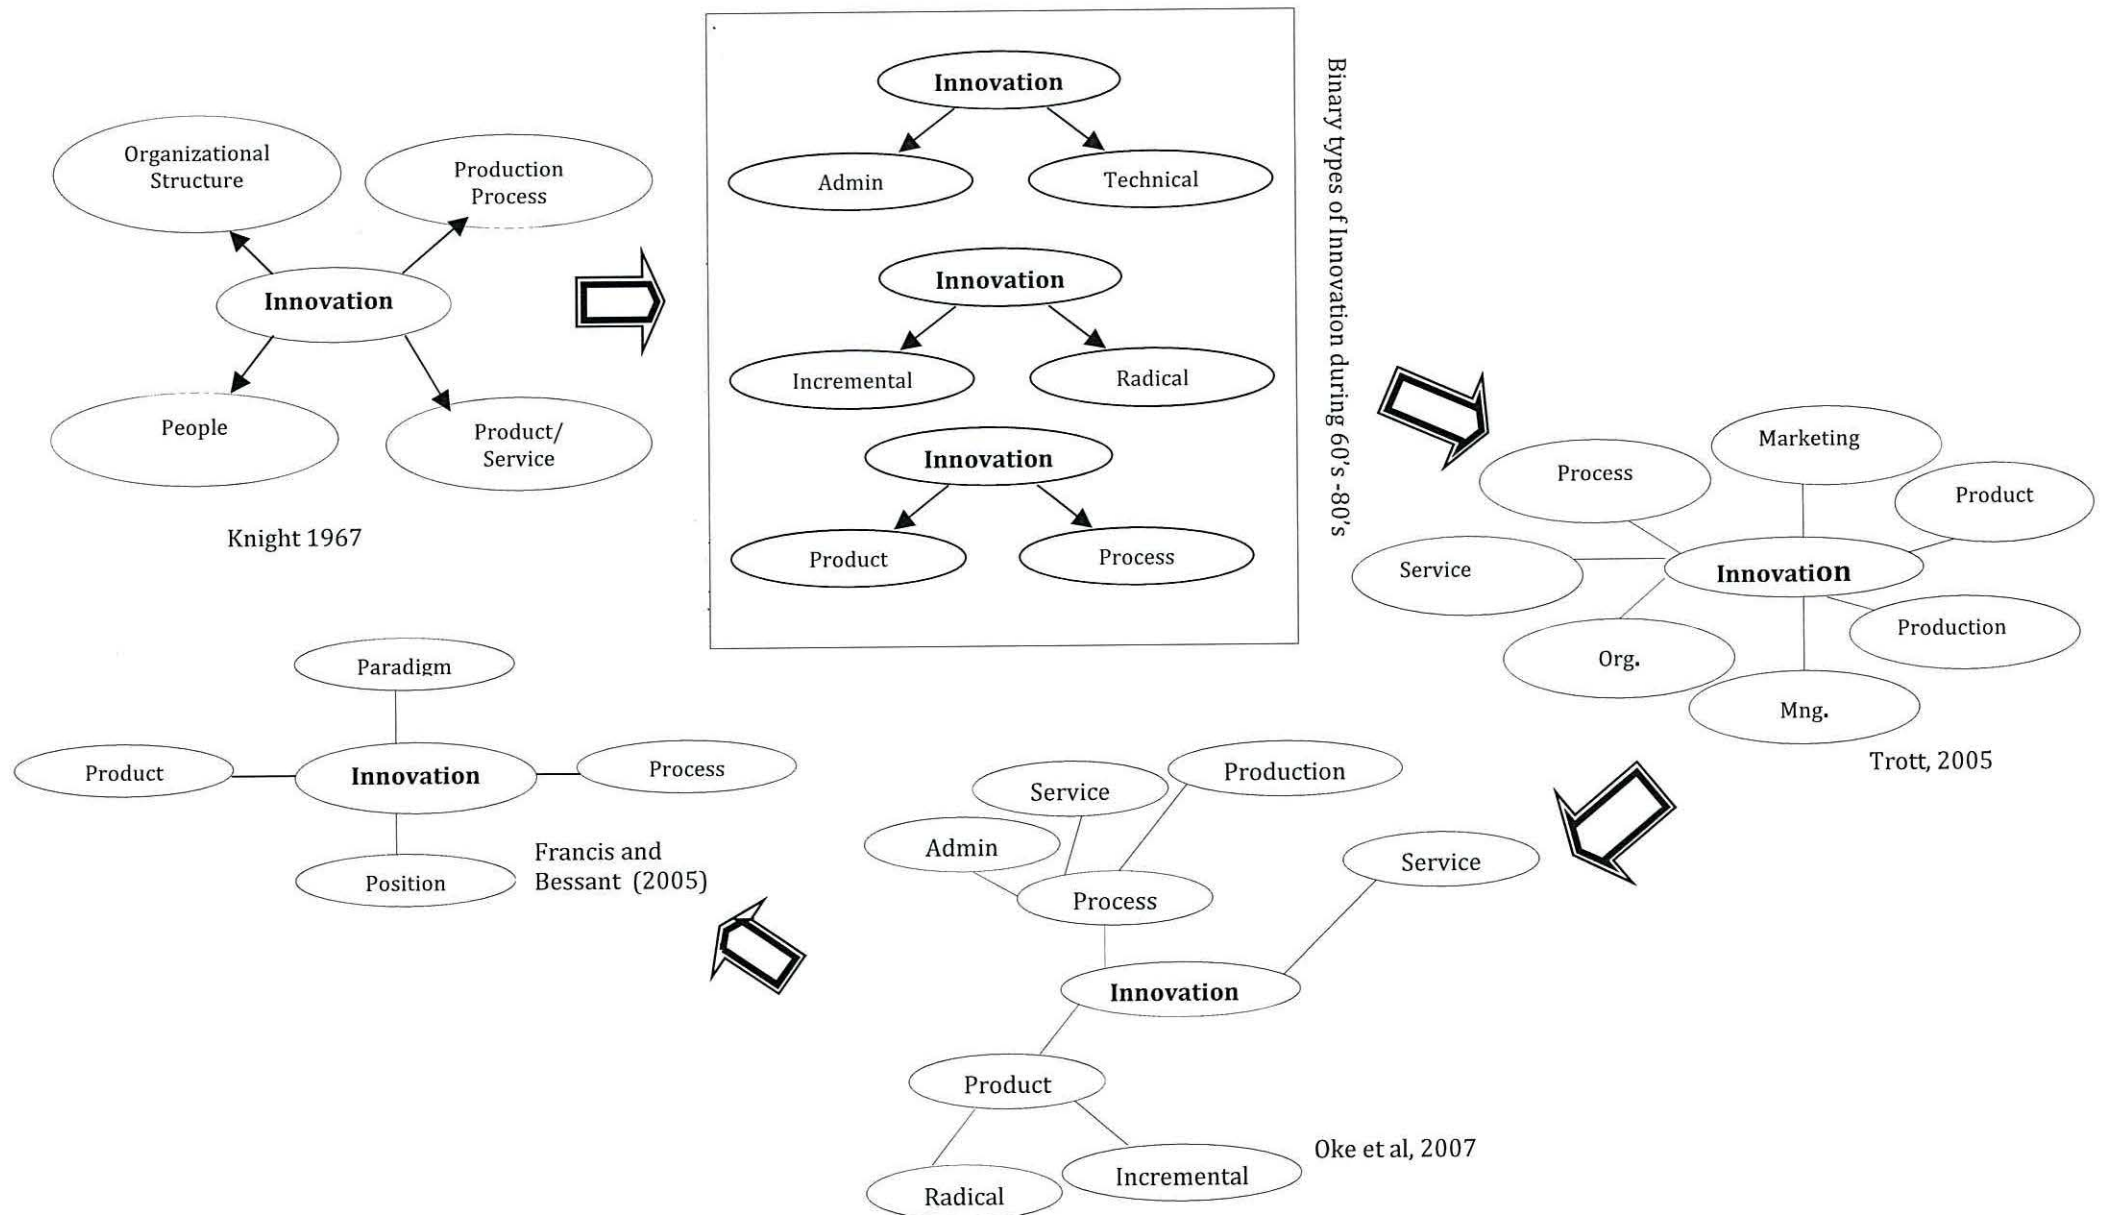 Organizational
Structure
Production
Process
Innovation
People
Product/
Service
Knight 1967
Innovation
Admin
Technical
Innovation
Incremental
Radical
Innovation
Product
Process
Binary types of Innovation during 60's -80's
Marketing
Process
Product
Service
Innovation
Production
Org.
Mng.
Trott, 2005
Service
Production
Admin
Service
Process
Innovation
Product
Radical
Incremental
Oke et al, 2007
Paradigm
Product
Innovation
Process
Position
Francis and
Bessant (2005)